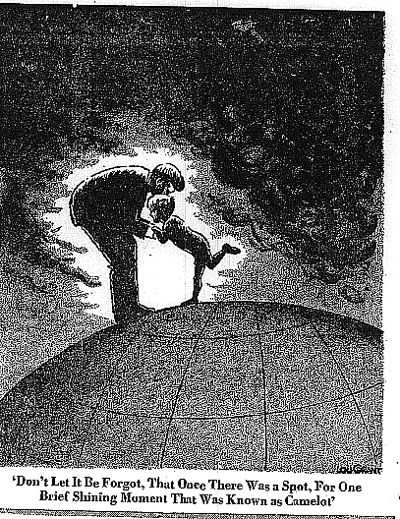 'Don't Let It Be Forgot, That Once There Was a Spot, For One
Brief Shining Moment That Was Known as Camelot'